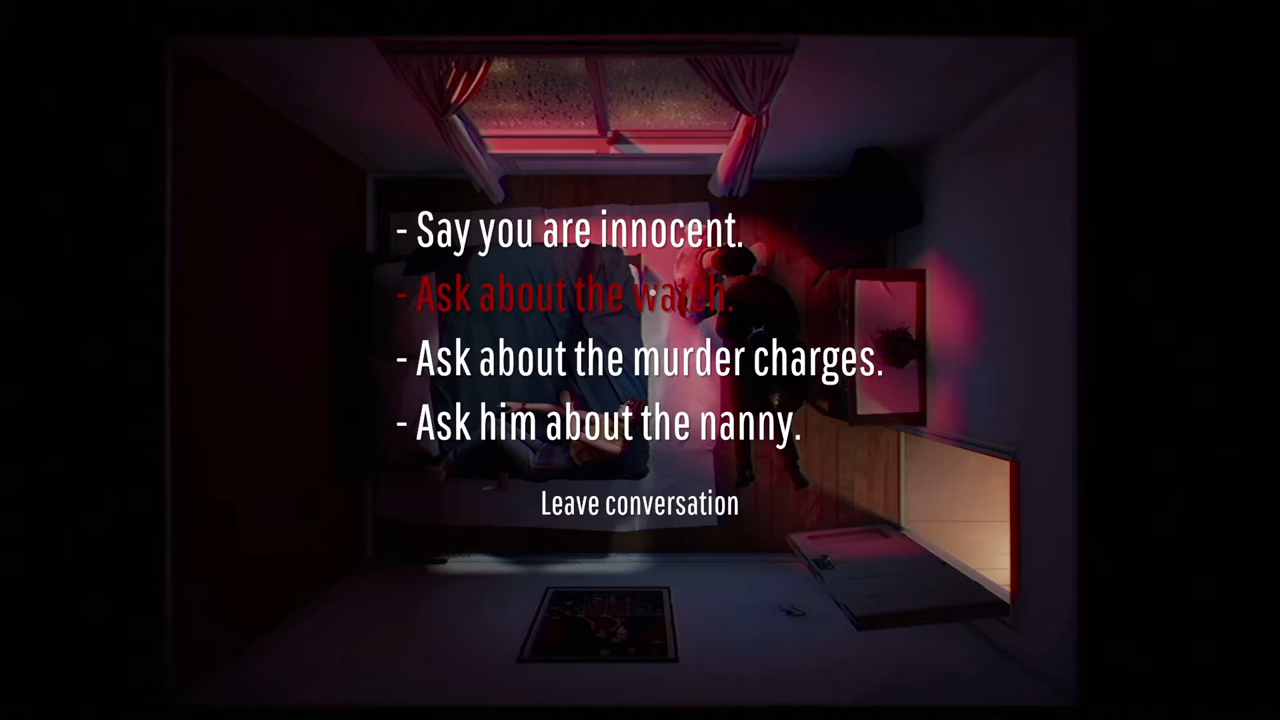 - Say you are innocent.
- Ask about the watch.
- Ask about the murder charges.
- Ask him about the nanny.
Leave conversation